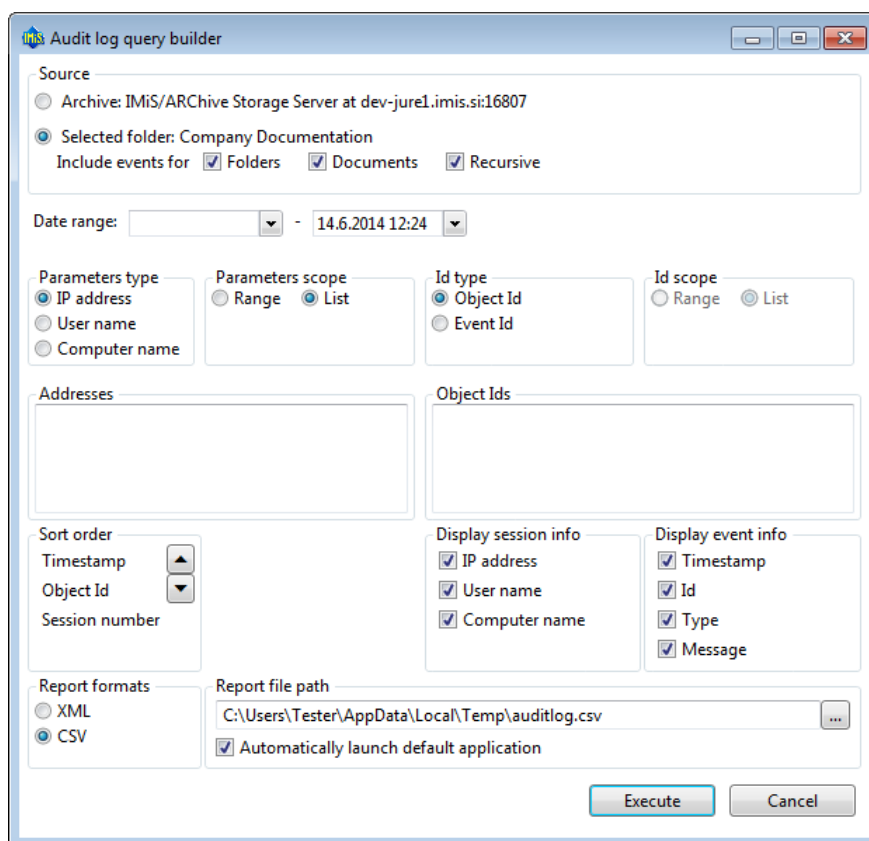 IMiS Audit log query builder
Source
Archive: IMiS/ARChive Storage Server at dev-jure1.imis.si:16807
Selected folder: Company Documentation
Include events for Folders Documents Recursive
Date range: - 14.6.2014 12:24
Parameters type Parameters scope Id type Id scope
IP address Range List Object Id Range List
User name Event Id
Computer name
Addresses Object Ids
Sort order Display session info Display event info
Timestamp IP address Timestamp
Object Id User name Id
Session number Computer name Type
Message
Report formats Report file path
XML C:\Users\Tester\AppData\Local\Temp\auditlog.csv ...
CSV Automatically launch default application
Execute Cancel